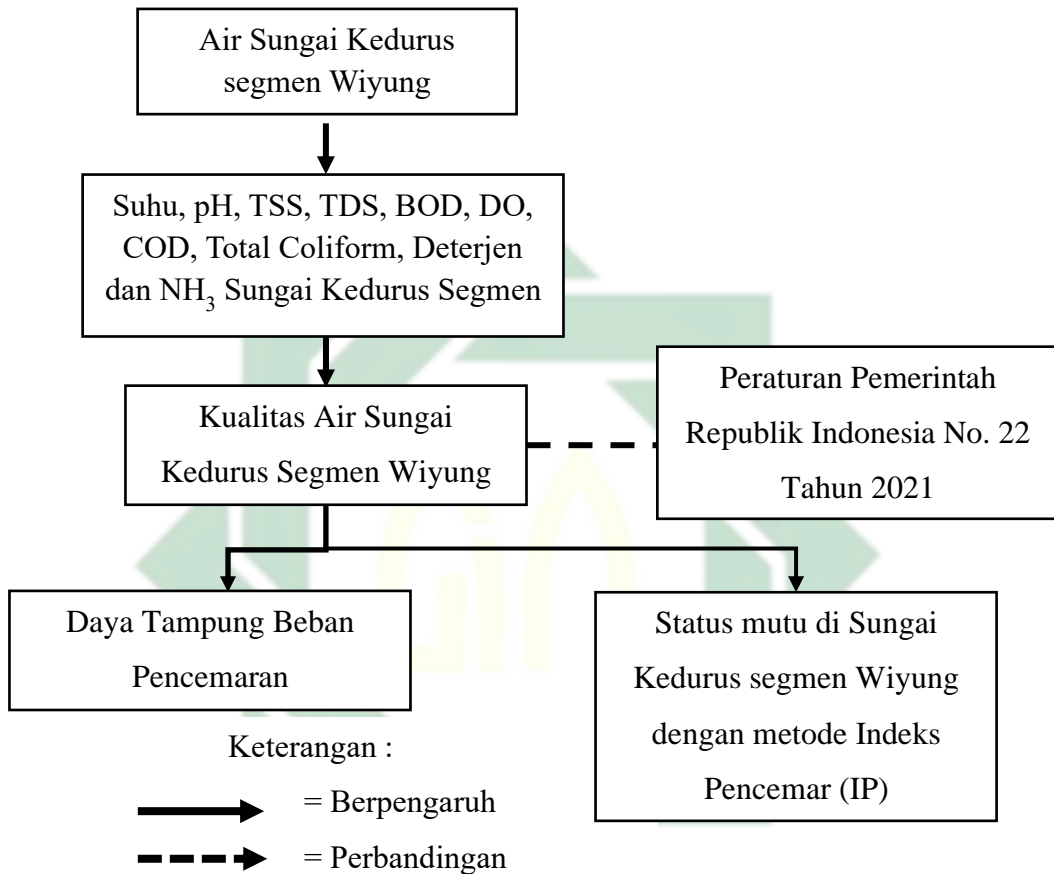 Air Sungai Kedurus
segmen Wiyung
Suhu, pH, TSS, TDS, BOD, DO,
COD, Total Coliform, Deterjen
dan NH₃ Sungai Kedurus Segmen
Kualitas Air Sungai
Kedurus Segmen Wiyung
Peraturan Pemerintah
Republik Indonesia No. 22
Tahun 2021
Daya Tampung Beban
Pencemaran
Status mutu di Sungai
Kedurus segmen Wiyung
dengan metode Indeks
Pencemar (IP)
Keterangan :
= Berpengaruh
= Perbandingan